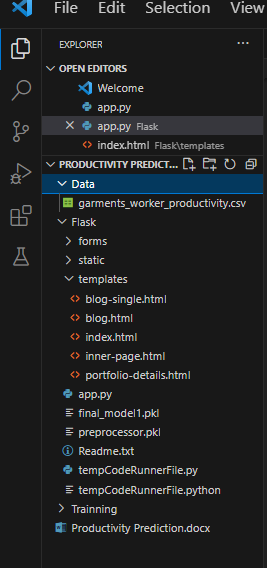 File Edit Selection View
EXPLORER ...
OPEN EDITORS
Welcome
app.py
app.py Flask
index.html Flask\templates
PRODUCTIVITY PREDICT...
Data
garments_worker_productivity.csv
Flask
forms
static
templates
blog-single.html
blog.html
index.html
inner-page.html
portfolio-details.html
app.py
final_model1.pkl
preprocessor.pkl
Readme.txt
tempCodeRunnerFile.py
tempCodeRunnerFile.python
Trainning
Productivity Prediction.docx